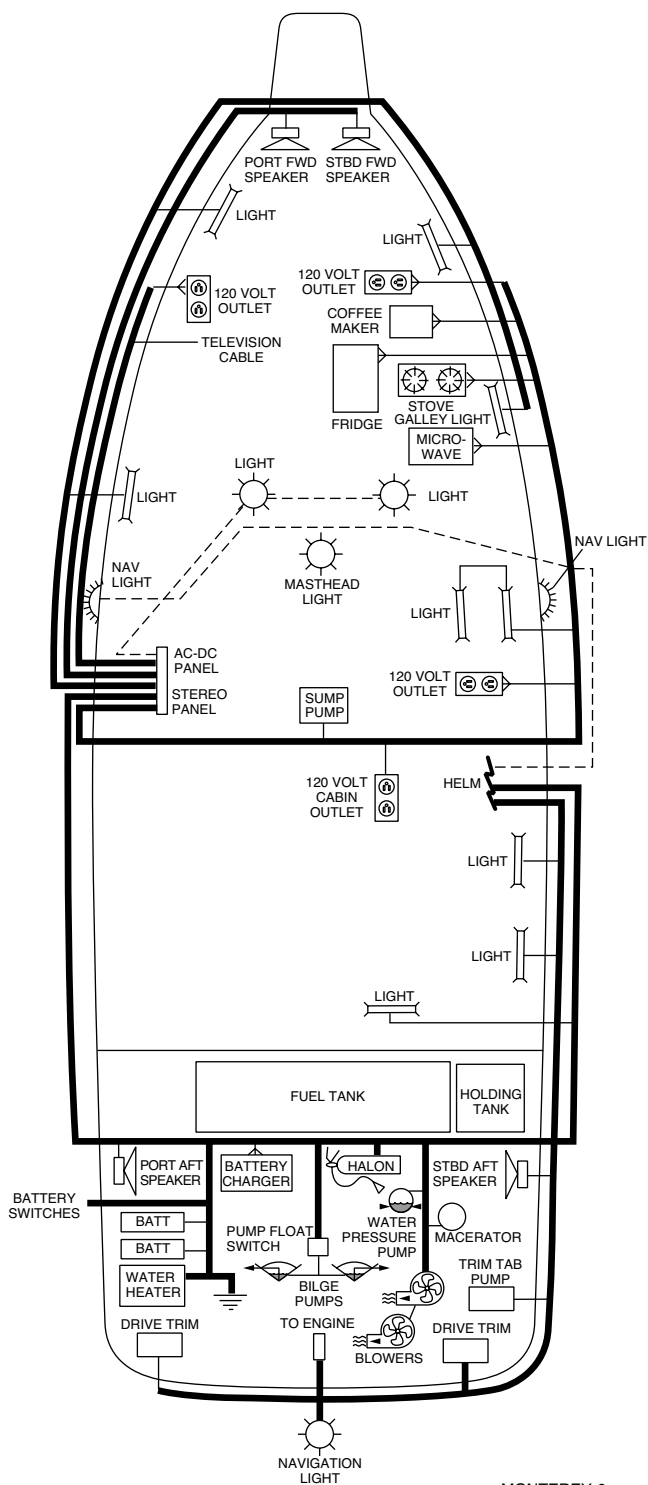 PORT FWD
SPEAKER
STBD FWD
SPEAKER
LIGHT
LIGHT
120 VOLT
OUTLET
120 VOLT
OUTLET
COFFEE
MAKER
TELEVISION
CABLE
FRIDGE
STOVE
GALLEY LIGHT
MICRO-
WAVE
LIGHT
LIGHT
LIGHT
NAV
LIGHT
MASTHEAD
LIGHT
NAV LIGHT
LIGHT
AC-DC
PANEL
STEREO
PANEL
120 VOLT
OUTLET
SUMP
PUMP
120 VOLT
CABIN
OUTLET
HELM
LIGHT
LIGHT
LIGHT
FUEL TANK
HOLDING
TANK
PORT AFT
SPEAKER
BATTERY
CHARGER
HALON
STBD AFT
SPEAKER
BATTERY
SWITCHES
BATT
BATT
WATER
HEATER
PUMP FLOAT
SWITCH
WATER
PRESSURE
PUMP
MACERATOR
BILGE
PUMPS
TRIM TAB
PUMP
DRIVE TRIM
TO ENGINE
BLOWERS
DRIVE TRIM
NAVIGATION
LIGHT